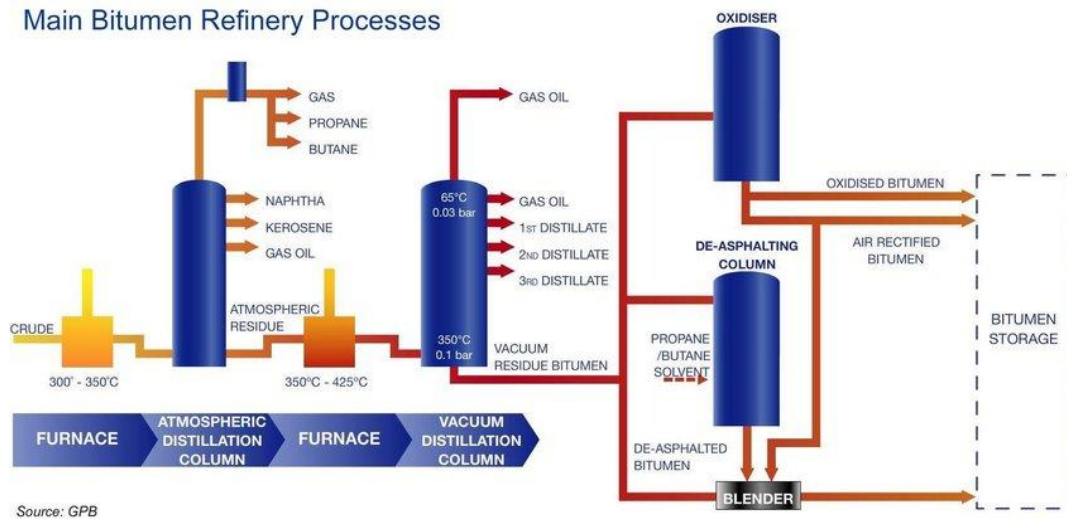 Main Bitumen Refinery Processes
GAS
PROPANE
BUTANE
NAPHTHA
KEROSENE
GAS OIL
CRUDE
300° - 350°C
ATMOSPHERIC
RESIDUE
350°C - 425°C
GAS OIL
65°C
0.03 bar
GAS OIL
1ST DISTILLATE
2ND DISTILLATE
3RD DISTILLATE
350°C
0.1 bar
VACUUM
RESIDUE BITUMEN
OXIDISER
OXIDISED BITUMEN
AIR RECTIFIED
BITUMEN
DE-ASPHALTING
COLUMN
PROPANE
/BUTANE
SOLVENT
DE-ASPHALTED
BITUMEN
BLENDER
BITUMEN
STORAGE
FURNACE
ATMOSPHERIC
DISTILLATION
COLUMN
FURNACE
VACUUM
DISTILLATION
COLUMN
Source: GPB